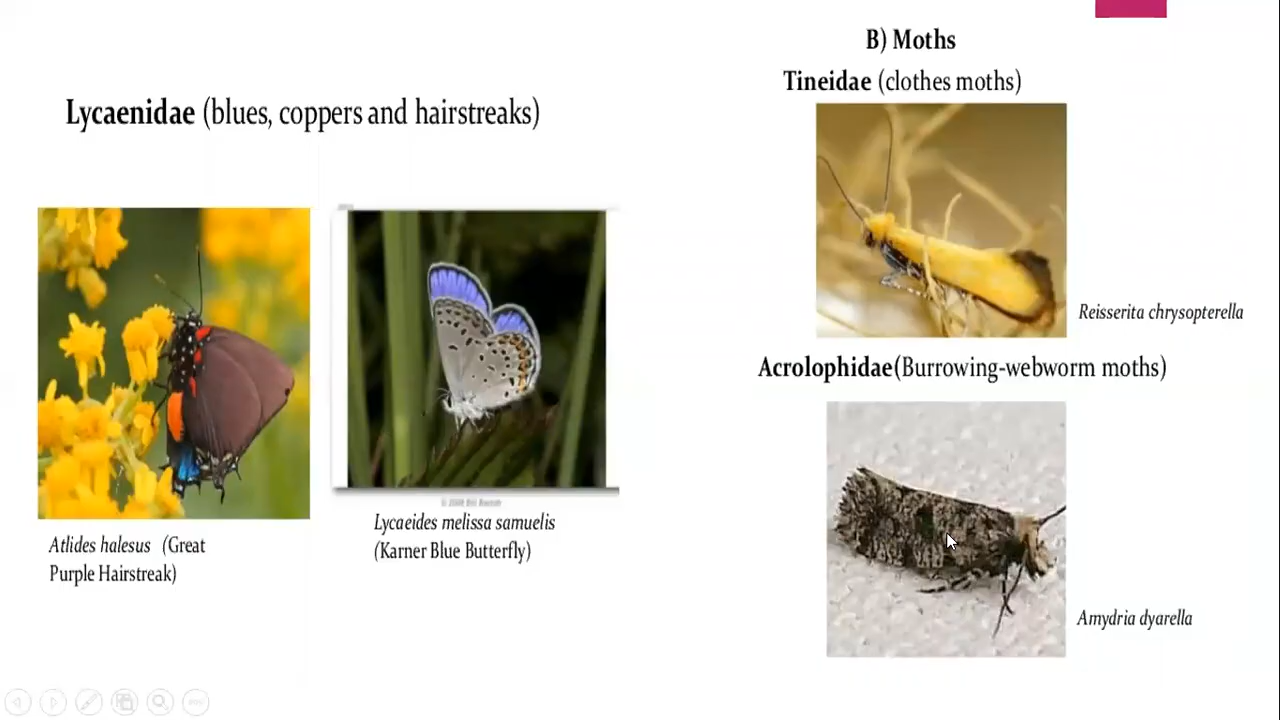 Lycaenidae (blues, coppers and hairstreaks)
Atlides halesus (Great
Purple Hairstreak)
Lycaeides melissa samuelis
(Karner Blue Butterfly)
B) Moths
Tineidae (clothes moths)
Reisserita chrysopterella
Acrolophidae(Burrowing-webworm moths)
Amydria dyarella